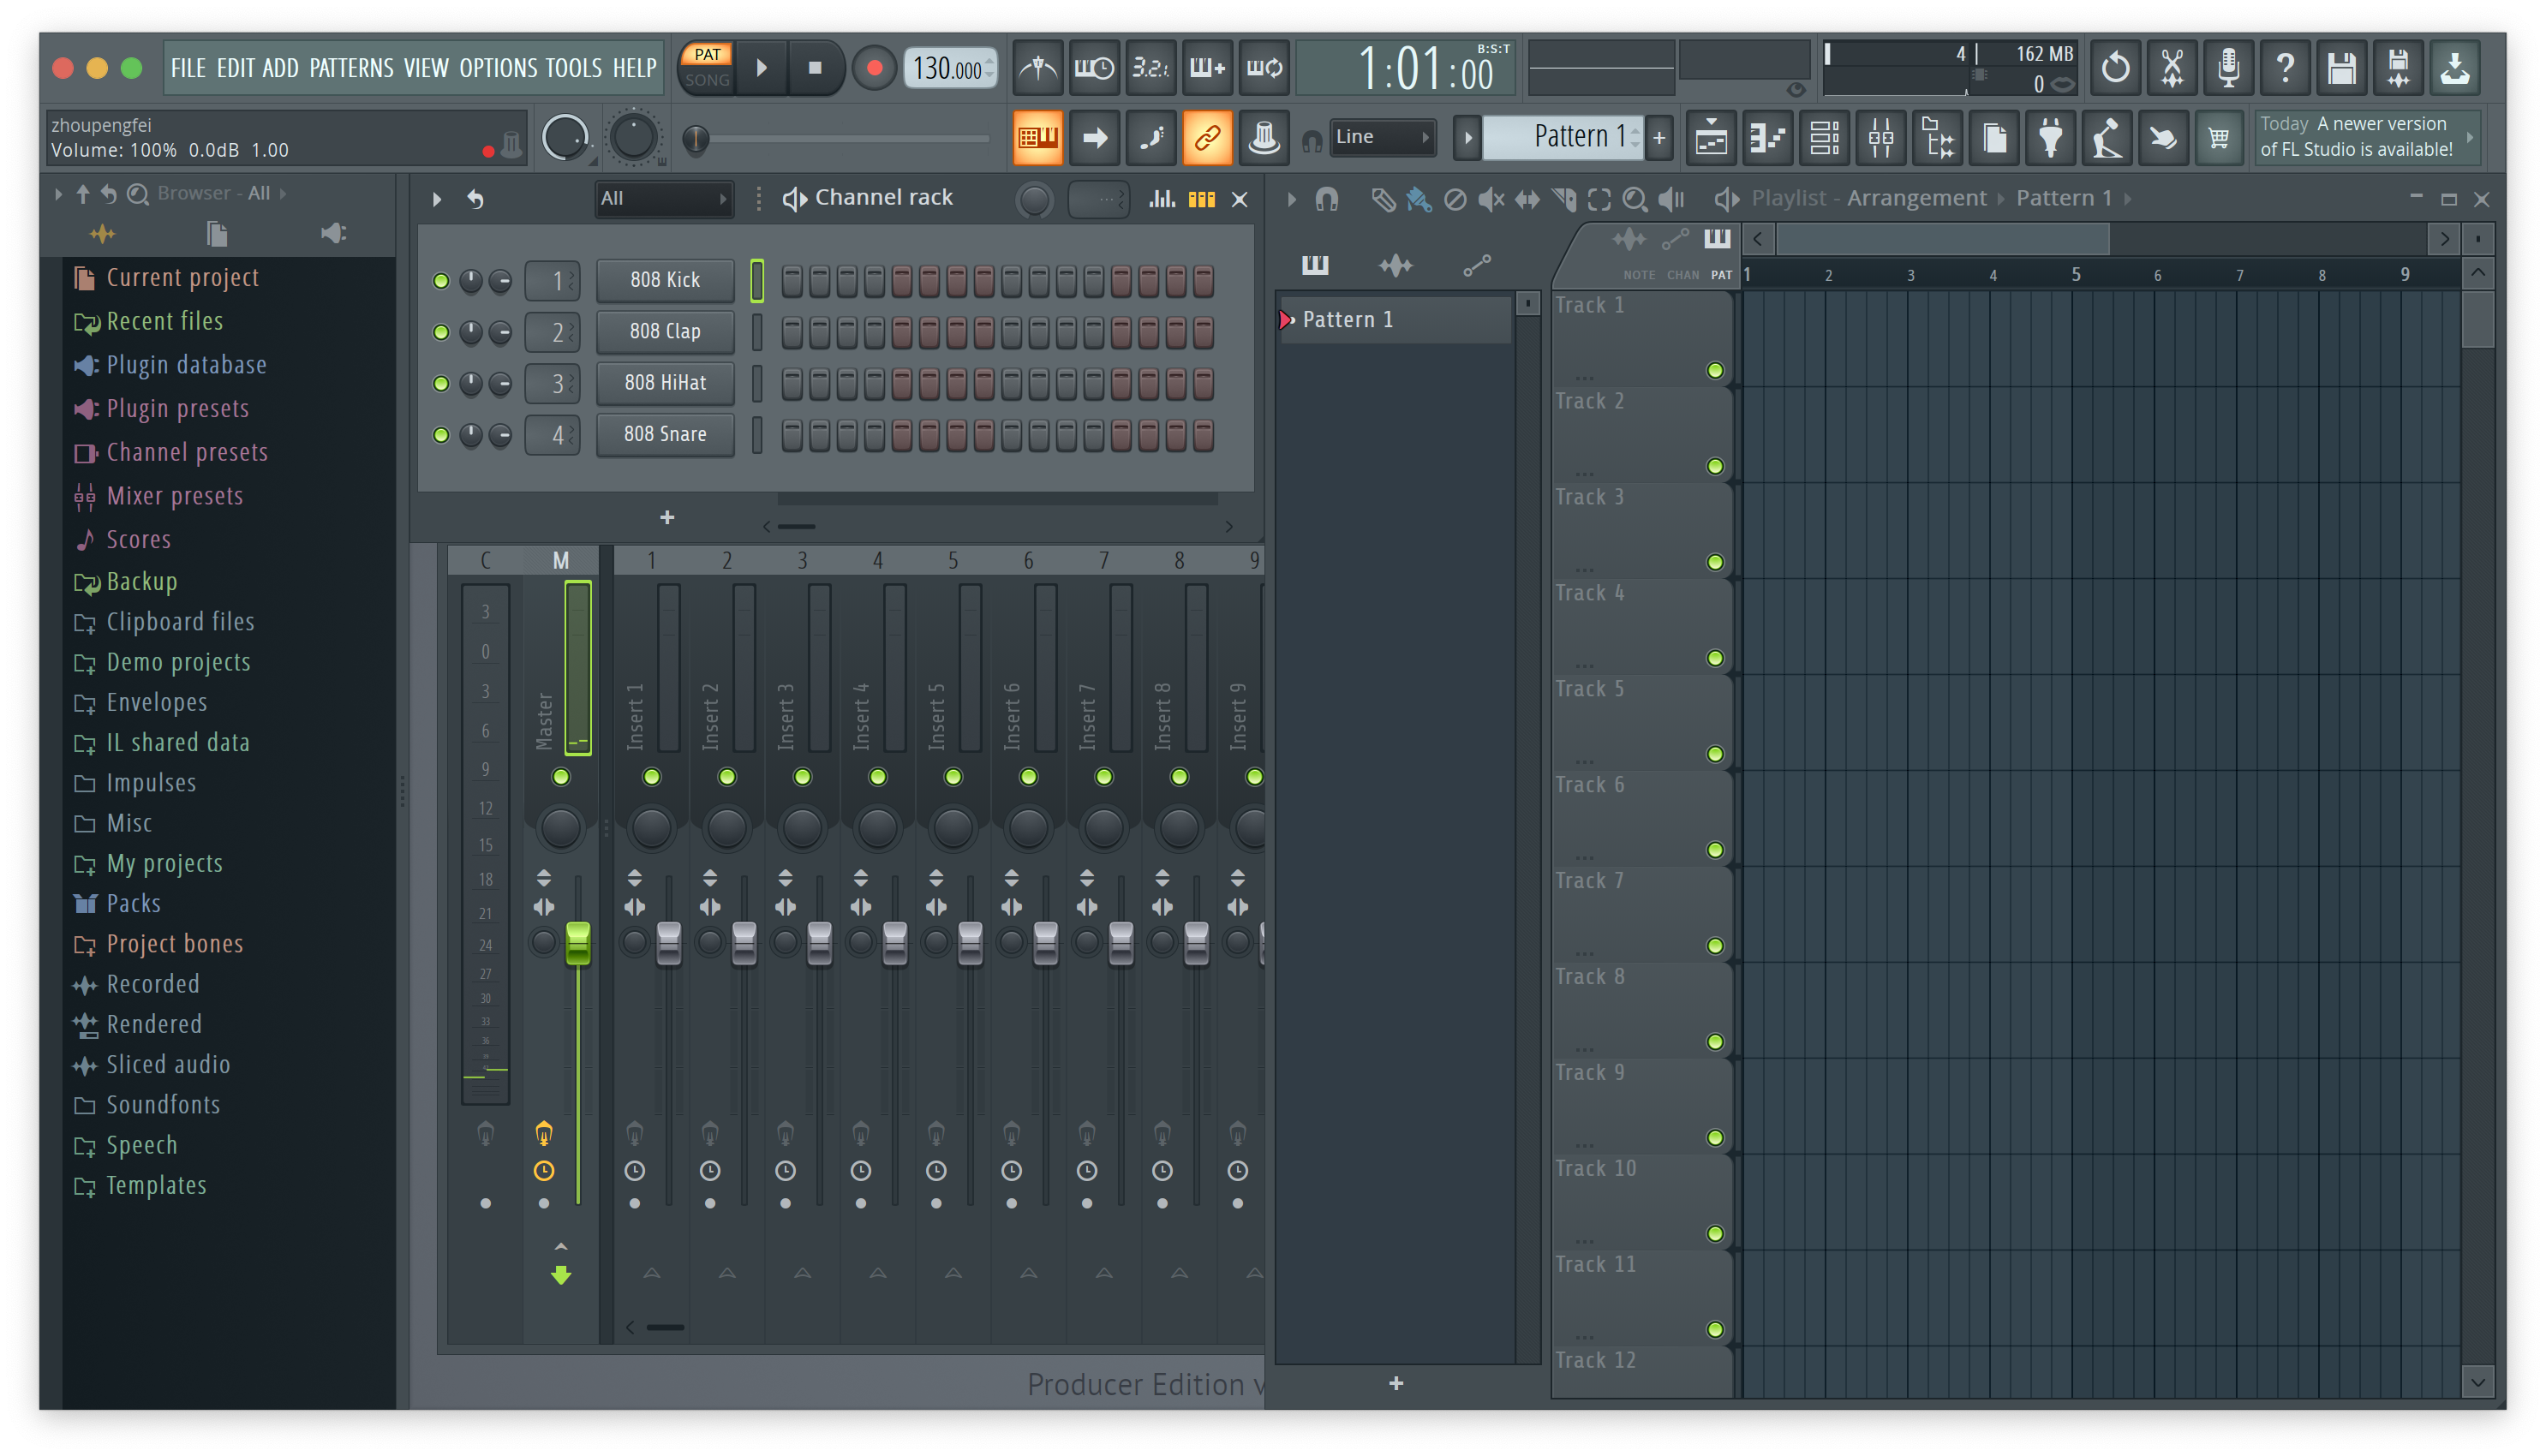 FILE EDIT ADD PATTERNS VIEW OPTIONS TOOLS HELP
PAT
SONG
130.000
3.2.1
1:01:00
B:S:T
4
162 MB
0
zhoupengfei
Volume: 100% 0.0dB 1.00
Line
Pattern 1
Today A newer version
of FL Studio is available!
Browser - All
Current project
Recent files
Plugin database
Plugin presets
Channel presets
Mixer presets
Scores
Backup
Clipboard files
Demo projects
Envelopes
IL shared data
Impulses
Misc
My projects
Packs
Project bones
Recorded
Rendered
Sliced audio
Soundfonts
Speech
Templates
All
Channel rack
1 808 Kick
2 808 Clap
3 808 HiHat
4 808 Snare
C M 1 2 3 4 5 6 7 8 9
3
0
3
6
9
12
15
18
21
24
27
30
33
36
Master
Insert 1
Insert 2
Insert 3
Insert 4
Insert 5
Insert 6
Insert 7
Insert 8
Insert 9
Producer Edition v
Playlist - Arrangement Pattern 1
Pattern 1
NOTE CHAN PAT
1 2 3 4 5 6 7 8 9
Track 1
Track 2
Track 3
Track 4
Track 5
Track 6
Track 7
Track 8
Track 9
Track 10
Track 11
Track 12